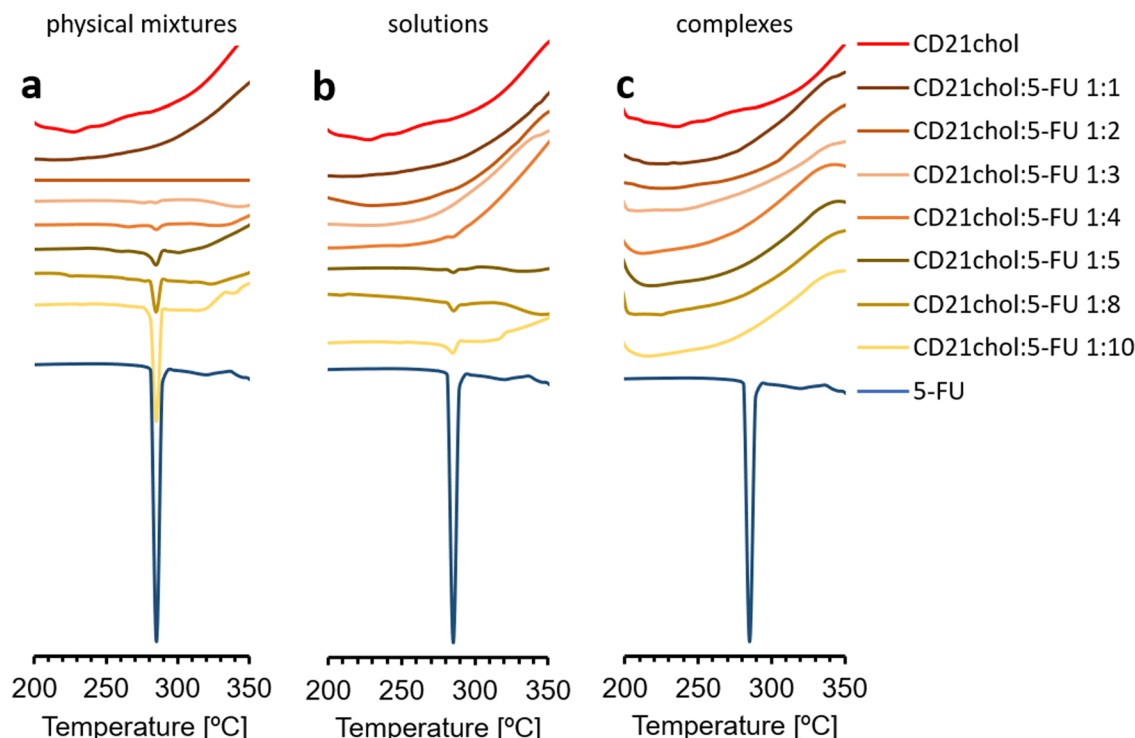 physical mixtures
solutions
complexes
a
b
c
CD21chol
CD21chol:5-FU 1:1
CD21chol:5-FU 1:2
CD21chol:5-FU 1:3
CD21chol:5-FU 1:4
CD21chol:5-FU 1:5
CD21chol:5-FU 1:8
CD21chol:5-FU 1:10
5-FU
200 250 300 350
200 250 300 350
200 250 300 350
Temperature [ºC]
Temperature [ºC]
Temperature [ºC]